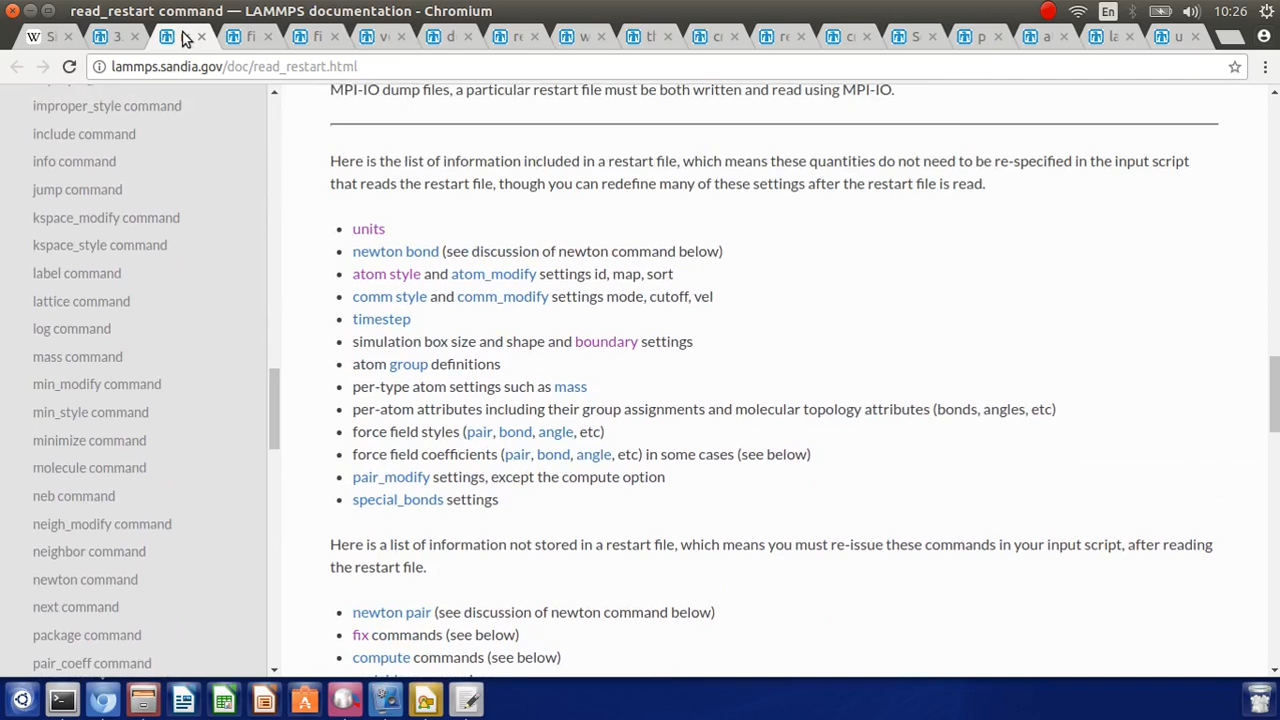 read_restart command — LAMMPS documentation - Chromium
En
10:26
S
3.
fi
fi
v
d
r
w
tl
c
r
c
S
p
a
l
u
lammps.sandia.gov/doc/read_restart.html
MPI-IO dump files, a particular restart file must be both written and read using MPI-IO.
improper_style command
include command
info command
jump command
kspace_modify command
kspace_style command
label command
lattice command
log command
mass command
min_modify command
min_style command
minimize command
molecule command
neb command
neigh_modify command
neighbor command
newton command
next command
package command
pair_coeff command
Here is the list of information included in a restart file, which means these quantities do not need to be re-specified in the input script
that reads the restart file, though you can redefine many of these settings after the restart file is read.
• units
• newton bond (see discussion of newton command below)
• atom style and atom_modify settings id, map, sort
• comm style and comm_modify settings mode, cutoff, vel
• timestep
• simulation box size and shape and boundary settings
• atom group definitions
• per-type atom settings such as mass
• per-atom attributes including their group assignments and molecular topology attributes (bonds, angles, etc)
• force field styles (pair, bond, angle, etc)
• force field coefficients (pair, bond, angle, etc) in some cases (see below)
• pair_modify settings, except the compute option
• special_bonds settings
Here is a list of information not stored in a restart file, which means you must re-issue these commands in your input script, after reading
the restart file.
• newton pair (see discussion of newton command below)
• fix commands (see below)
• compute commands (see below)